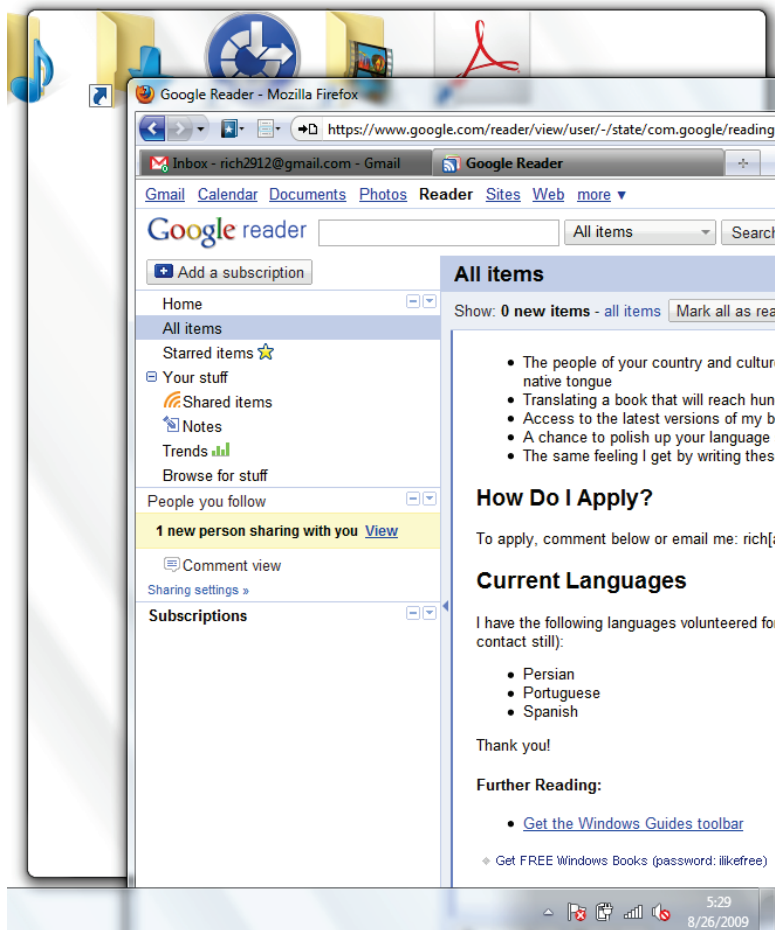 Google Reader - Mozilla Firefox
https://www.google.com/reader/view/user/-/state/com.google/reading
Inbox - rich2912@gmail.com - Gmail Google Reader
Gmail Calendar Documents Photos Reader Sites Web more ▼
Google reader All items Search
Add a subscription All items
Home
Show: 0 new items - all items Mark all as rea
All items
Starred items
Your stuff
Shared items
Notes
Trends
Browse for stuff
People you follow
1 new person sharing with you View
Comment view
Sharing settings »
Subscriptions
• The people of your country and culture
native tongue
• Translating a book that will reach hun
• Access to the latest versions of my b
• A chance to polish up your language
• The same feeling I get by writing thes
How Do I Apply?
To apply, comment below or email me: rich[a
Current Languages
I have the following languages volunteered for
contact still):
• Persian
• Portuguese
• Spanish
Thank you!
Further Reading:
• Get the Windows Guides toolbar
Get FREE Windows Books (password: ilikefree)
5:29
8/26/2009